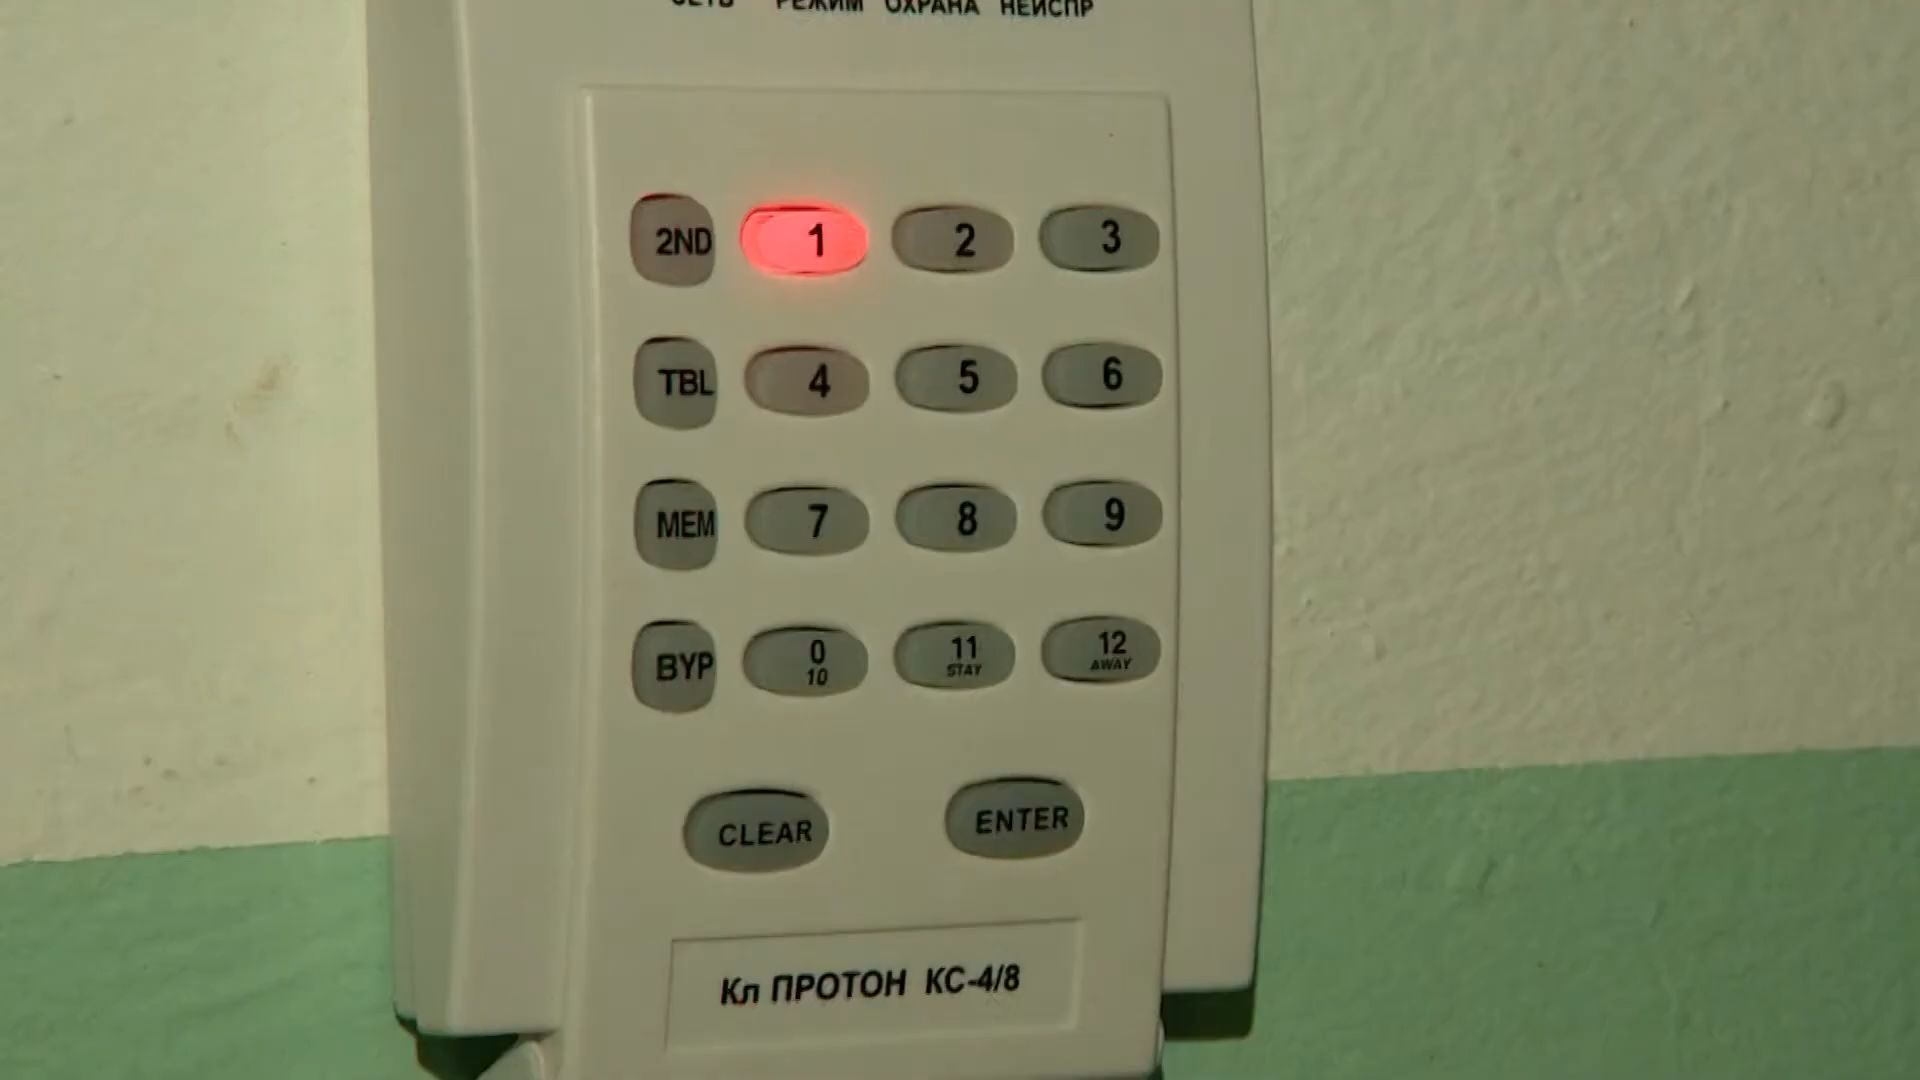 СЕТЬ РЕЖИМ ОХРАНА НЕИСПР
2ND 1 2 3
TBL 4 5 6
MEM 7 8 9
BYP 0 11 12
10 STAY AWAY
CLEAR ENTER
Кл ПРОТОН КС-4/8